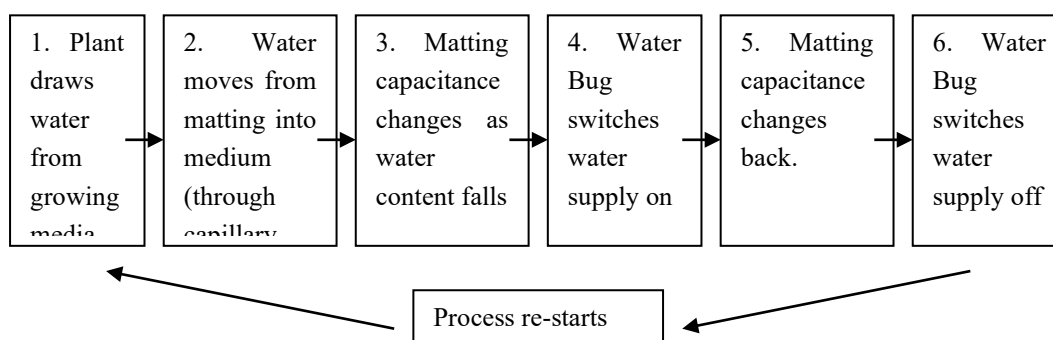 1. Plant
draws
water
from
growing
media
2. Water
moves from
matting into
medium
(through
capillary
3. Matting
capacitance
changes as
water
content falls
4. Water
Bug
switches
water
supply on
5. Matting
capacitance
changes
back.
6. Water
Bug
switches
water
supply off
Process re-starts